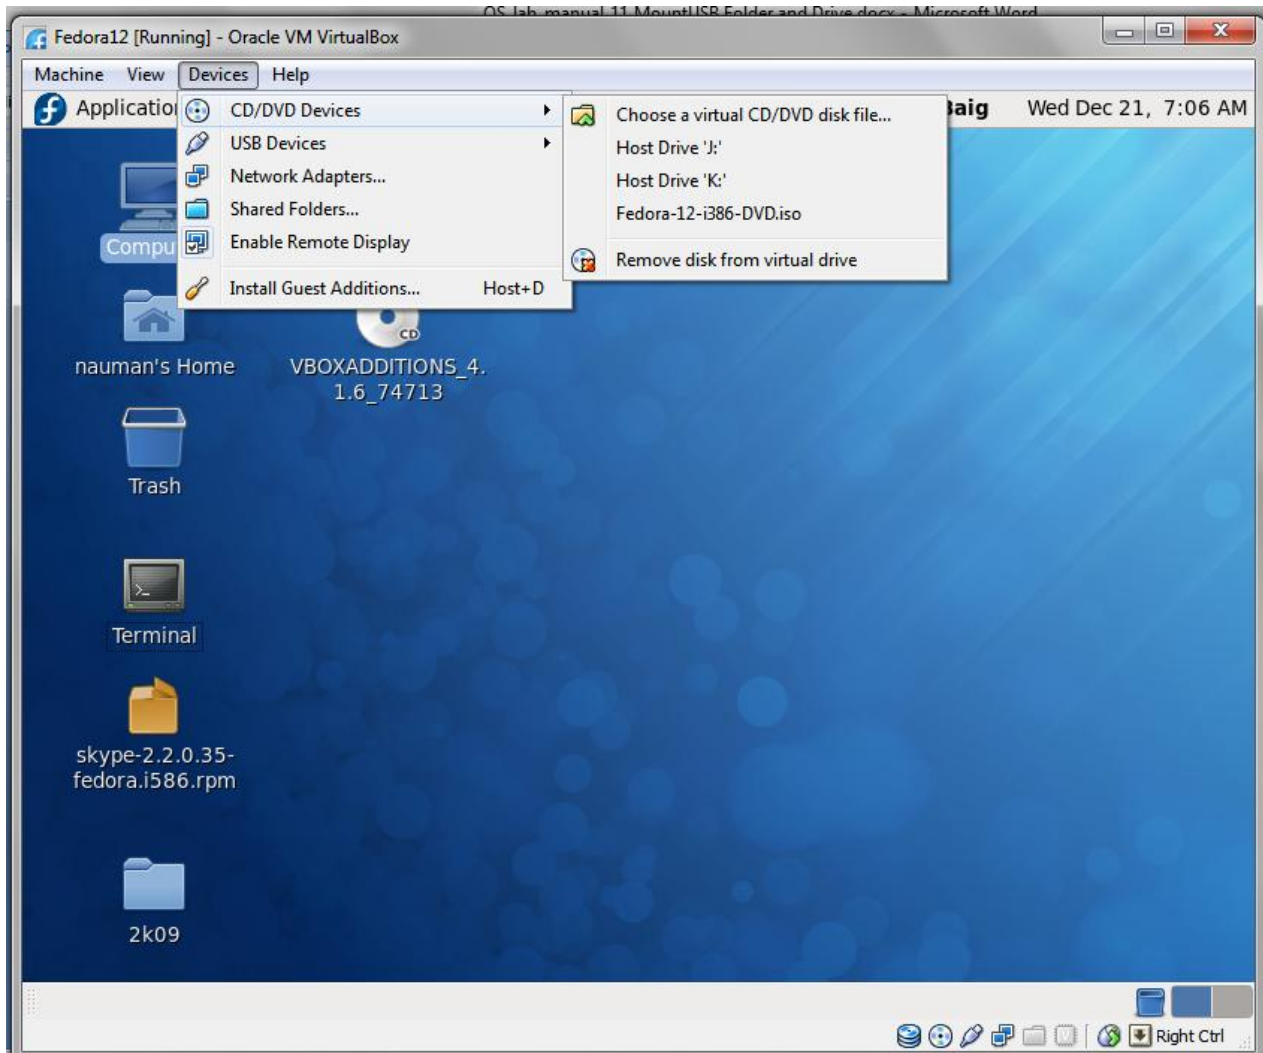 OS-lab-manual 11 MountUSB Folder and Drive.docx - Microsoft Word
Fedora12 [Running] - Oracle VM VirtualBox
Machine View Devices Help
Baig Wed Dec 21, 7:06 AM
CD/DVD Devices
USB Devices
Network Adapters...
Shared Folders...
Enable Remote Display
Install Guest Additions... Host+D
Choose a virtual CD/DVD disk file...
Host Drive 'J:'
Host Drive 'K:'
Fedora-12-i386-DVD.iso
Remove disk from virtual drive
nauman's Home
CD
VBOXADDITIONS_4.
1.6_74713
Trash
Terminal
skype-2.2.0.35-
fedora.i586.rpm
2k09
Right Ctrl